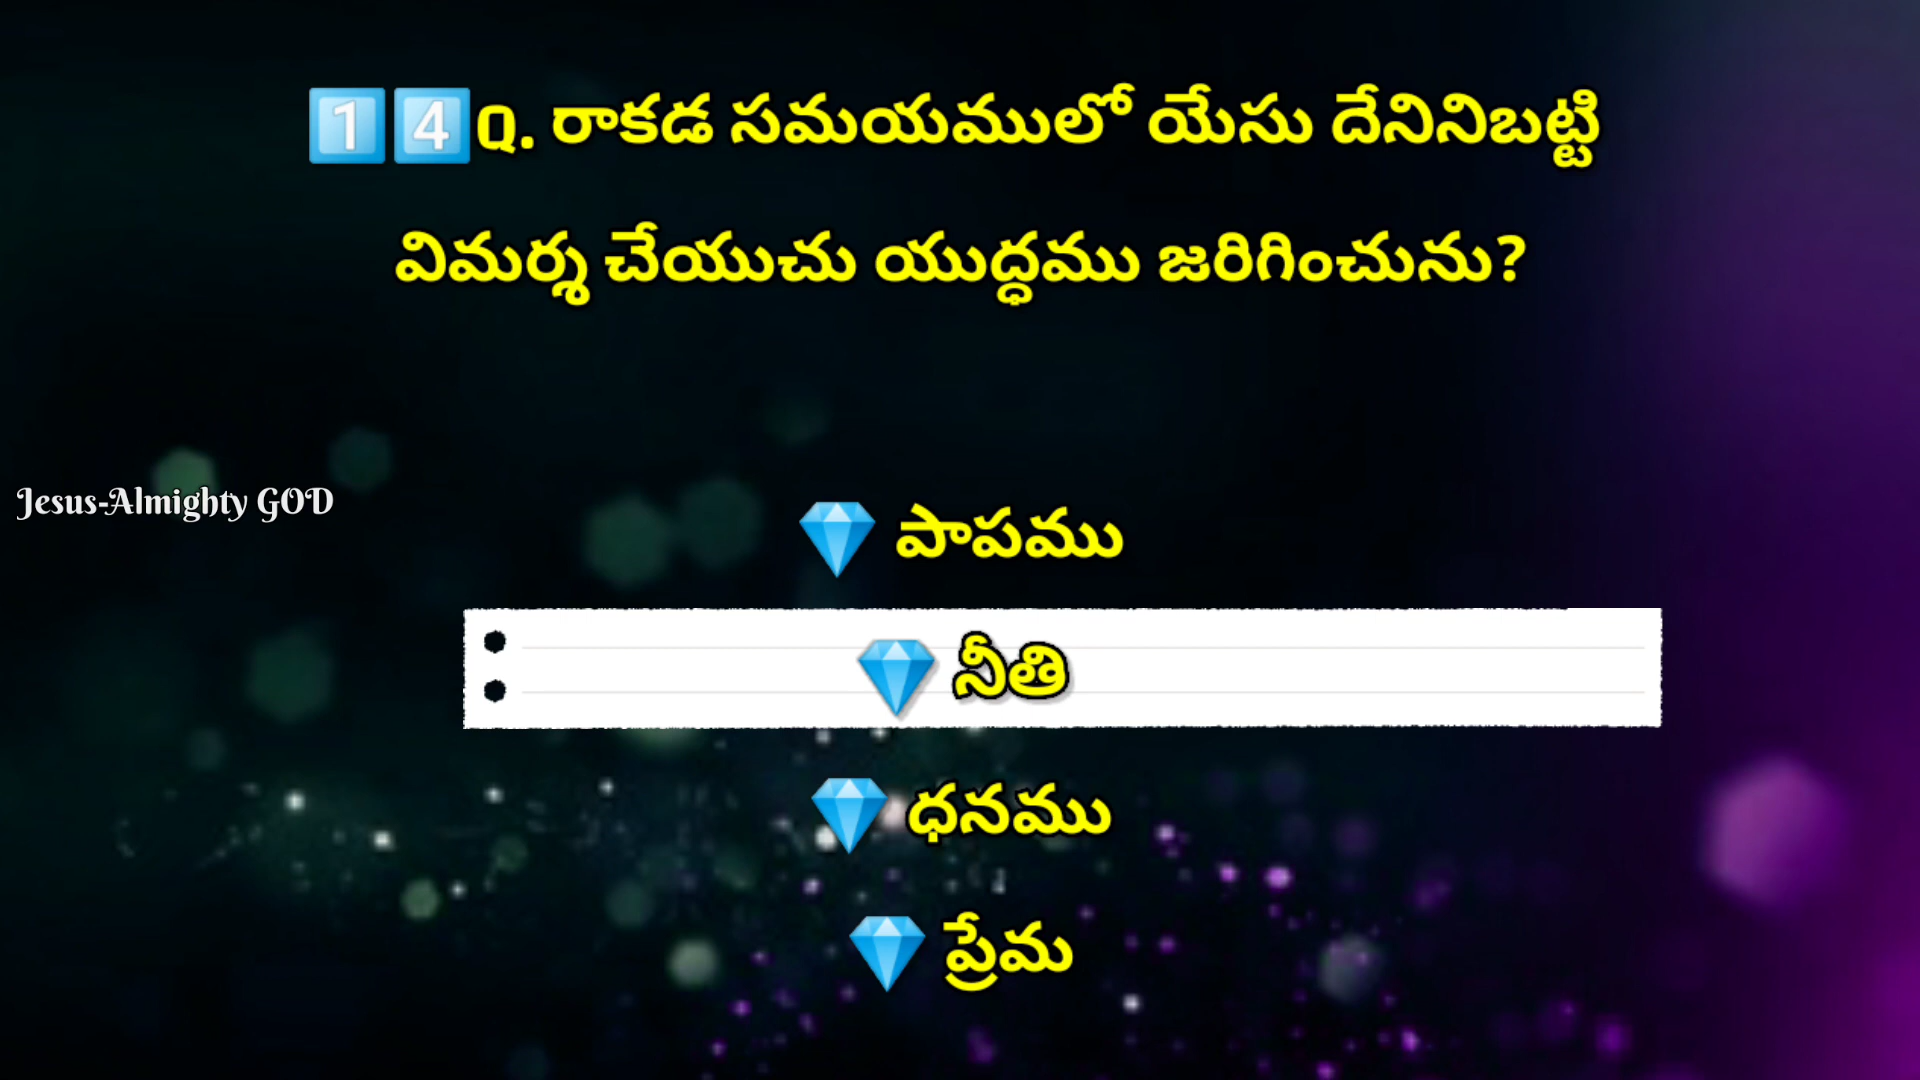 1️⃣4️⃣Q. రాకడ సమయములో యేసు దేనినిబట్టి
విమర్శ చేయుచు యుద్ధము జరిగించును?
Jesus-Almighty GOD
💎 పాపము
💎 నీతి
💎 ధనము
💎 ప్రేమ